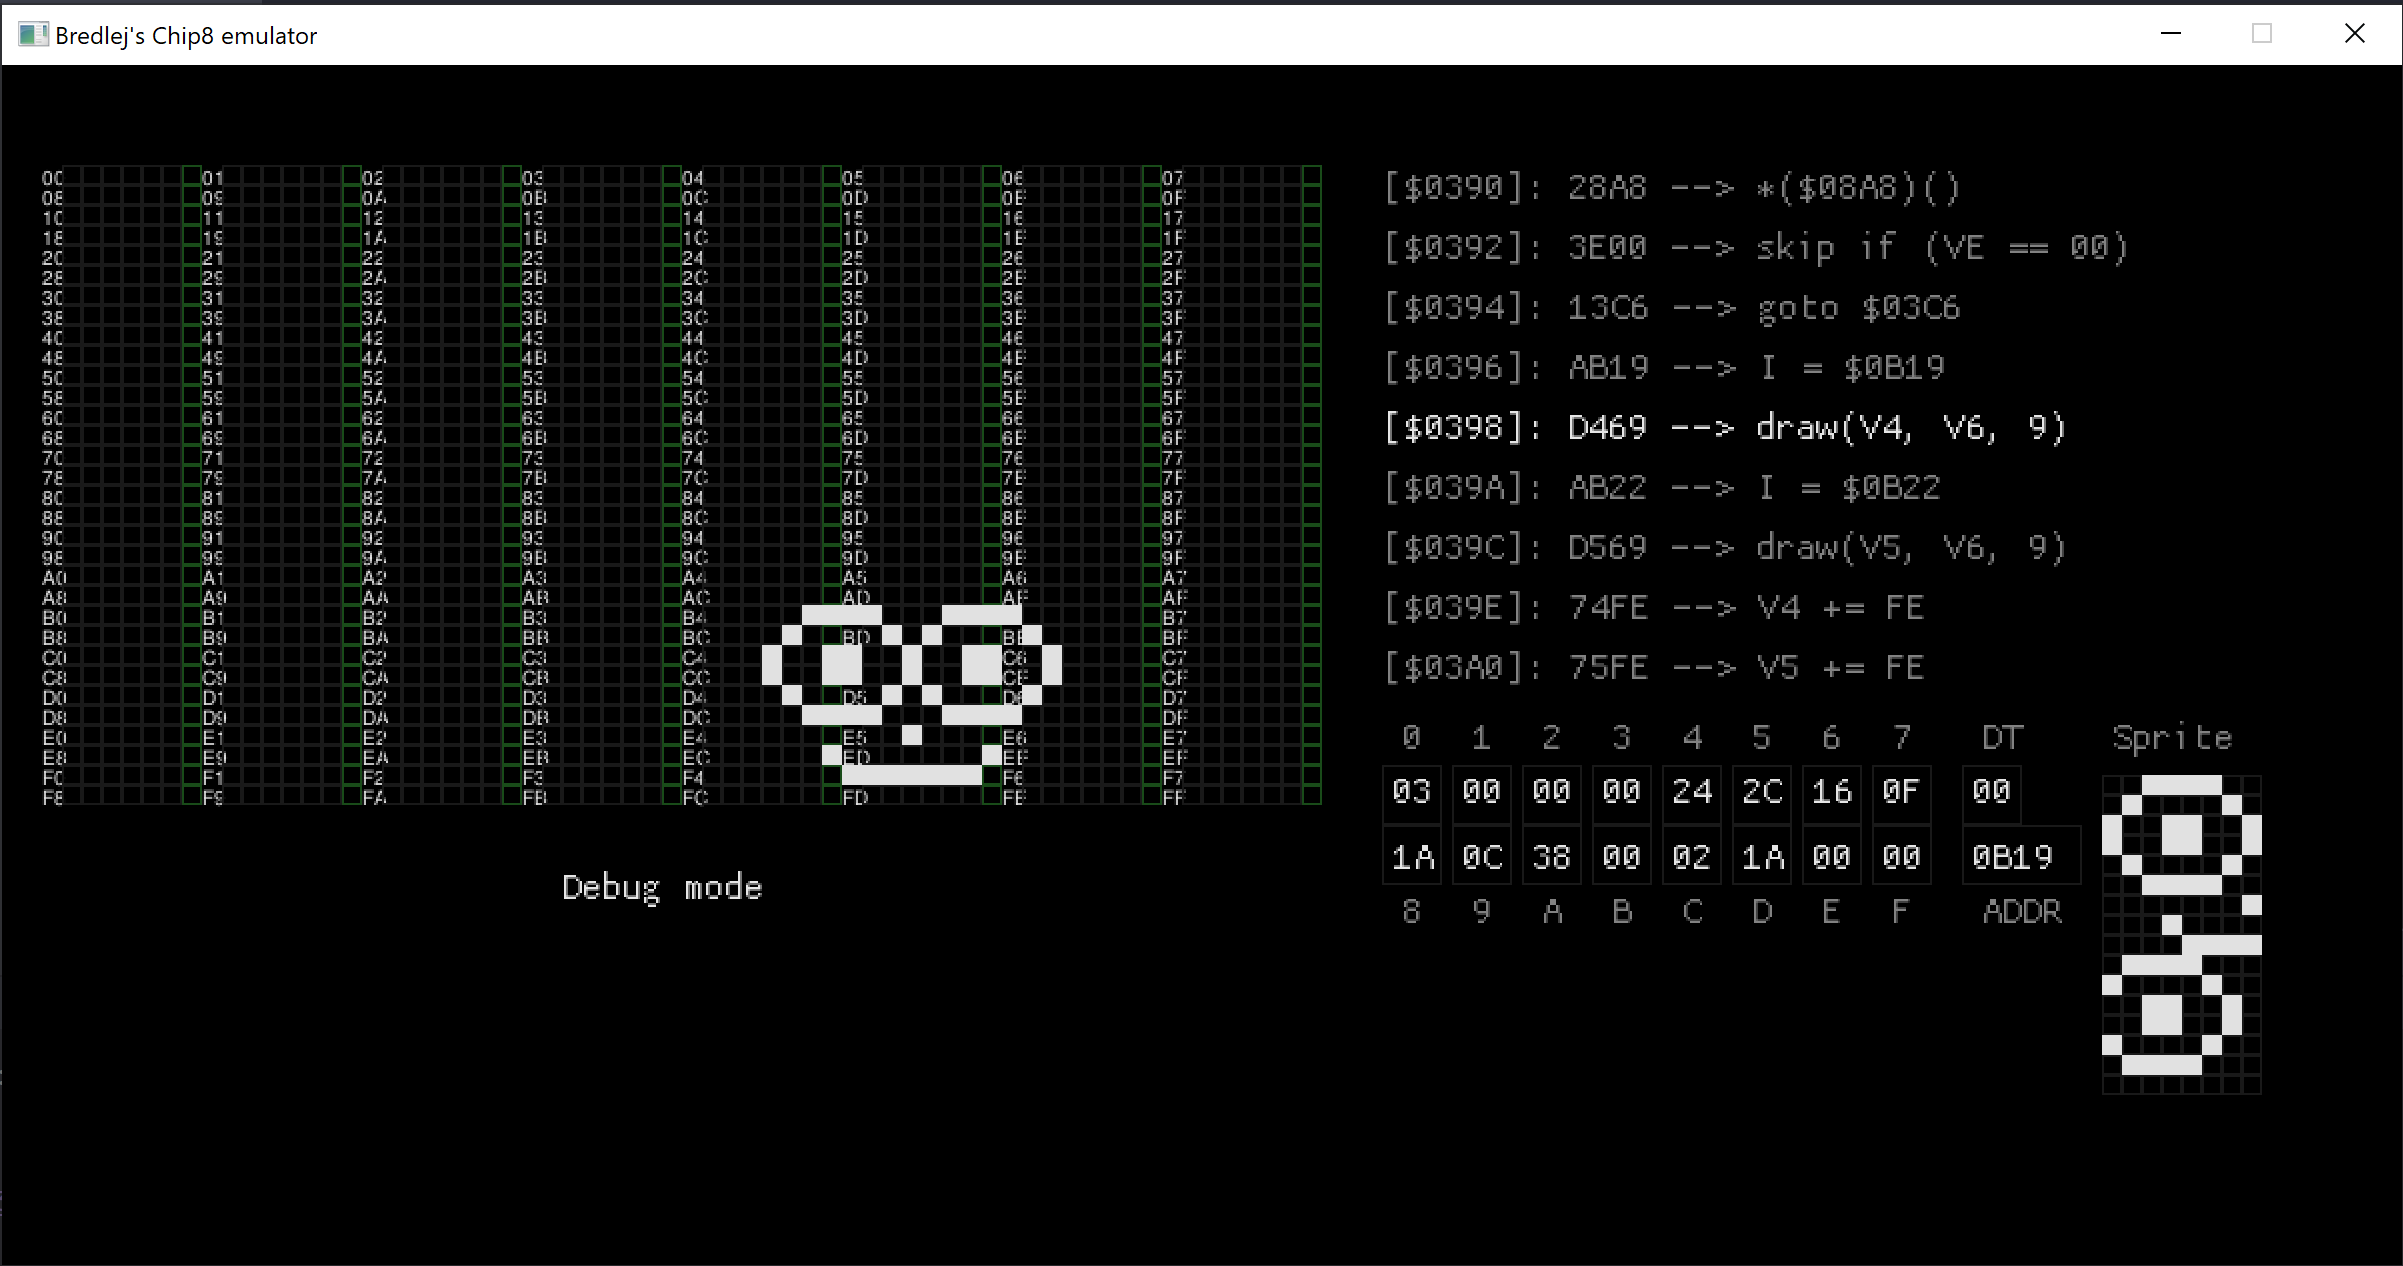 Bredlej's Chip8 emulator
00 01 02 03 04 05 06 07
08 09 0A 0B 0C 0D 0E 0F
10 11 12 13 14 15 16 17
18 19 1A 1B 1C 1D 1E 1F
20 21 22 23 24 25 26 27
28 29 2A 2B 2C 2D 2E 2F
30 31 32 33 34 35 36 37
38 39 3A 3B 3C 3D 3E 3F
40 41 42 43 44 45 46 47
48 49 4A 4B 4C 4D 4E 4F
50 51 52 53 54 55 56 57
58 59 5A 5B 5C 5D 5E 5F
60 61 62 63 64 65 66 67
68 69 6A 6B 6C 6D 6E 6F
70 71 72 73 74 75 76 77
78 79 7A 7B 7C 7D 7E 7F
80 81 82 83 84 85 86 87
88 89 8A 8B 8C 8D 8E 8F
90 91 92 93 94 95 96 97
98 99 9A 9B 9C 9D 9E 9F
A0 A1 A2 A3 A4 A5 A6 A7
A8 A9 AA AB AC AD AE AF
B0 B1 B2 B3 B4 B7
B8 B9 BA BB BC BD BE BF
C0 C1 C2 C3 C4 C6 C7
C8 C9 CA CB CC CE CF
D0 D1 D2 D3 D4 D5 D6 D7
D8 D9 DA DB DC DF
E0 E1 E2 E3 E4 E5 E6 E7
E8 E9 EA EB EC ED EE EF
F0 F1 F2 F3 F4 F6 F7
F8 F9 FA FB FC FD FE FF
Debug mode
[$0390]: 28A8 --> *($08A8)()
[$0392]: 3E00 --> skip if (VE == 00)
[$0394]: 13C6 --> goto $03C6
[$0396]: AB19 --> I = $0B19
[$0398]: D469 --> draw(V4, V6, 9)
[$039A]: AB22 --> I = $0B22
[$039C]: D569 --> draw(V5, V6, 9)
[$039E]: 74FE --> V4 += FE
[$03A0]: 75FE --> V5 += FE
0 1 2 3 4 5 6 7 DT Sprite
03 00 00 00 24 2C 16 0F 00
1A 0C 38 00 02 1A 00 00 0B19
8 9 A B C D E F ADDR